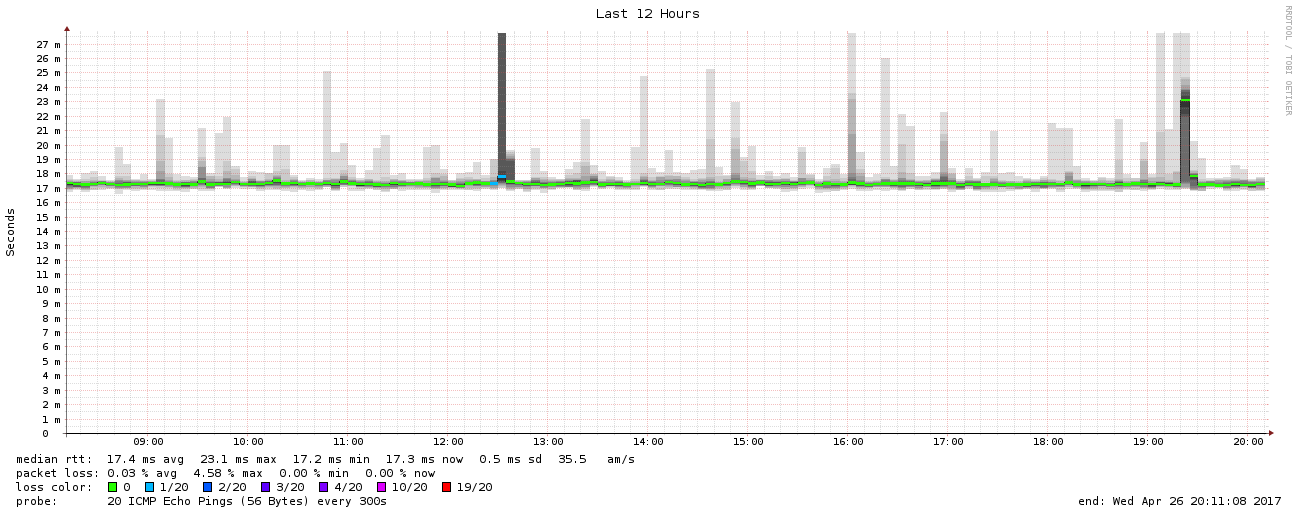 Last 12 Hours
RRDTOOL / TOBI OETIKER
27 m
26 m
25 m
24 m
23 m
22 m
21 m
20 m
19 m
18 m
17 m
16 m
15 m
14 m
13 m
12 m
11 m
10 m
9 m
8 m
7 m
6 m
5 m
4 m
3 m
2 m
1 m
0
Seconds
09:00 10:00 11:00 12:00 13:00 14:00 15:00 16:00 17:00 18:00 19:00 20:00
median rtt: 17.4 ms avg 23.1 ms max 17.2 ms min 17.3 ms now 0.5 ms sd 35.5 am/s
packet loss: 0.03 % avg 4.58 % max 0.00 % min 0.00 % now
loss color: 0 1/20 2/20 3/20 4/20 10/20 19/20
probe: 20 ICMP Echo Pings (56 Bytes) every 300s end: Wed Apr 26 20:11:08 2017